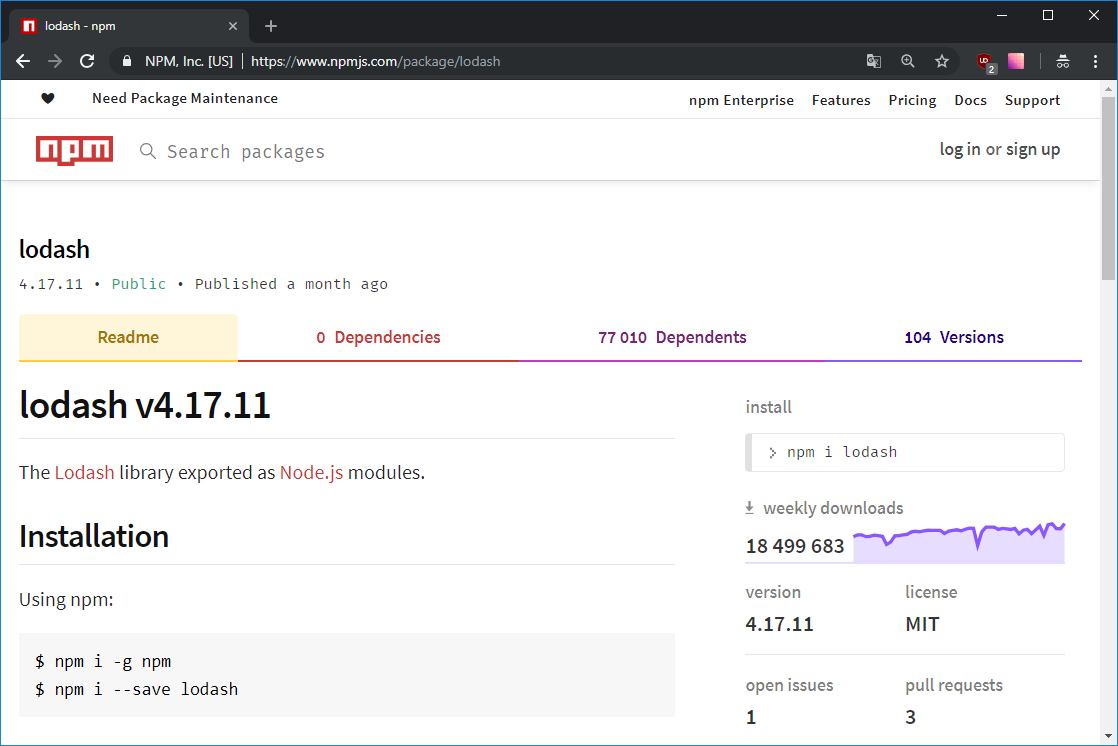 lodash - npm
NPM, Inc. [US] | https://www.npmjs.com/package/lodash
2
Need Package Maintenance
npm Enterprise Features Pricing Docs Support
npm
Search packages
log in or sign up
lodash
4.17.11 • Public • Published a month ago
Readme
0 Dependencies
77 010 Dependents
104 Versions
lodash v4.17.11
The Lodash library exported as Node.js modules.
Installation
Using npm:
$ npm i -g npm
$ npm i --save lodash
install
npm i lodash
weekly downloads
18 499 683
version
4.17.11
license
MIT
open issues
1
pull requests
3